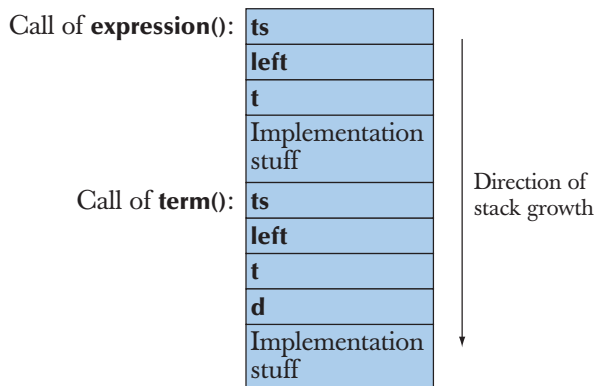 Call of expression(): ts
left
t
Implementation
stuff
Call of term(): ts
left
t
d
Implementation
stuff
Direction of
stack growth